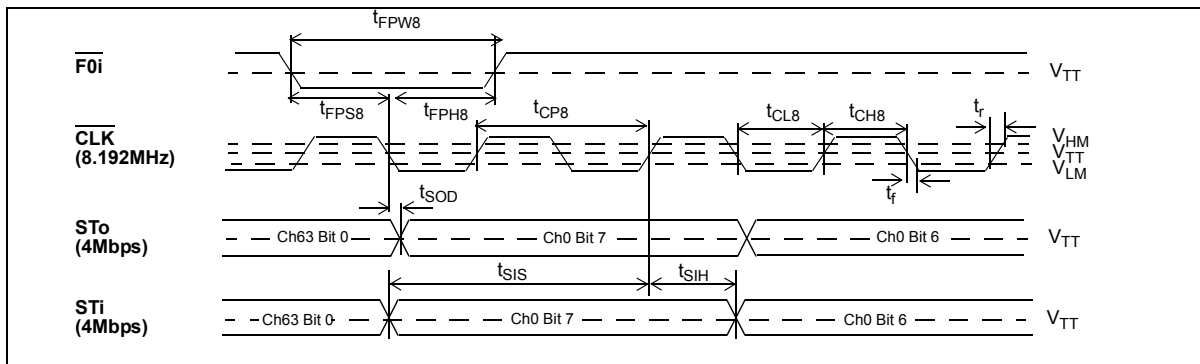 tFPW8
F0i
VTT
tFPS8 tFPH8 tCP8 tCL8 tCH8 tr
CLK
(8.192MHz)
VHM
VTT
VLM
tSOD tf
STo
(4Mbps)
Ch63 Bit 0 Ch0 Bit 7 Ch0 Bit 6 VTT
tSIS tSIH
STi
(4Mbps)
Ch63 Bit 0 Ch0 Bit 7 Ch0 Bit 6 VTT